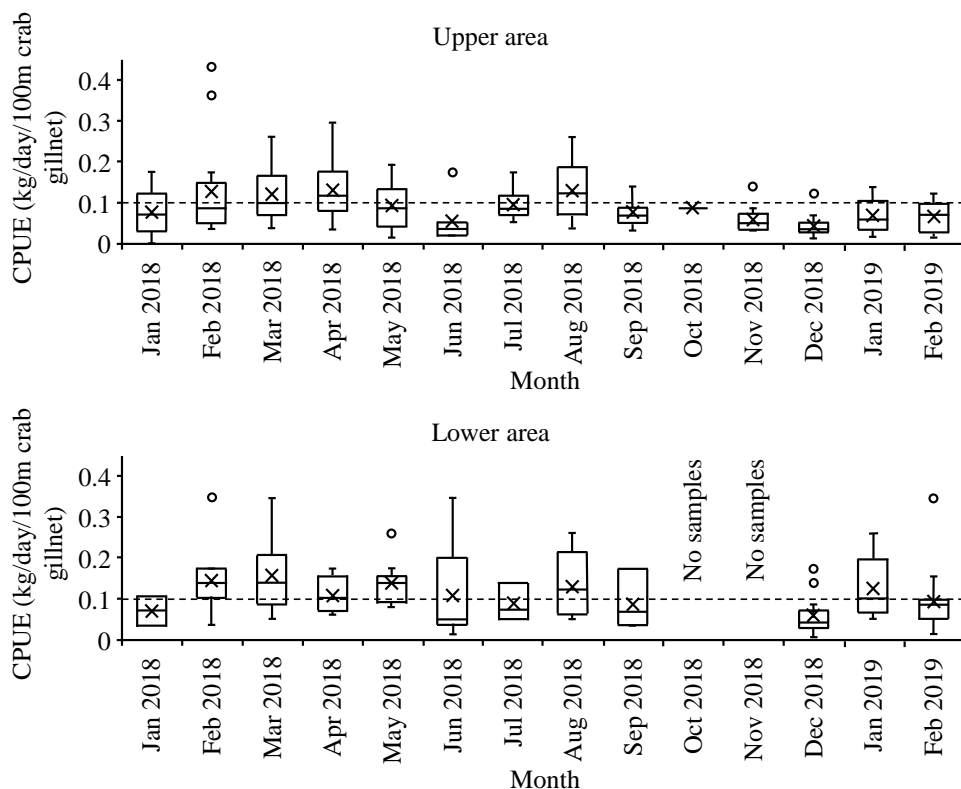 Upper area
CPUE (kg/day/100m crab
gillnet)
0.4
0.3
0.2
0.1
0
Jan 2018
Feb 2018
Mar 2018
Apr 2018
May 2018
Jun 2018
Jul 2018
Aug 2018
Sep 2018
Oct 2018
Nov 2018
Dec 2018
Jan 2019
Feb 2019
Month
Lower area
CPUE (kg/day/100m crab
gillnet)
0.4
0.3
0.2
0.1
0
No samples
No samples
Jan 2018
Feb 2018
Mar 2018
Apr 2018
May 2018
Jun 2018
Jul 2018
Aug 2018
Sep 2018
Oct 2018
Nov 2018
Dec 2018
Jan 2019
Feb 2019
Month